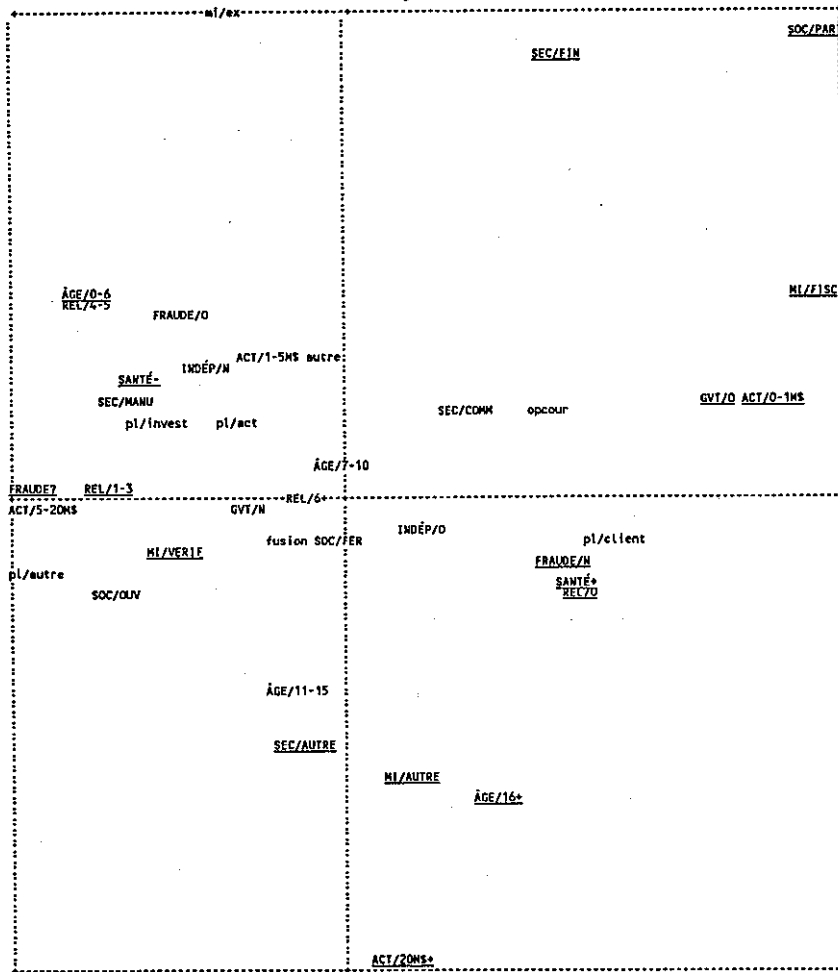 mi/ex
SOC/PAR
SEC/FIN
ÂGE/0-6
MI/FISC
REL/4-5
FRAUDE/O
ACT/1-5M$ autre
INDÉP/N
SANTÉ-
SEC/MANU
GVT/O ACT/0-1M$
SEC/COMM opcour
pl/invest pl/act
ÂGE/7-10
FRAUDE? REL/1-3
REL/6+
ACT/5-20M$ GVT/N
INDÉP/O
fusion SOC/FER
pl/client
MI/VERIF
FRAUDE/N
pl/autre
SANTÉ+
SOC/OUV
REL/O
ÂGE/11-15
SEC/AUTRE
MI/AUTRE
ÂGE/16+
ACT/20M$+